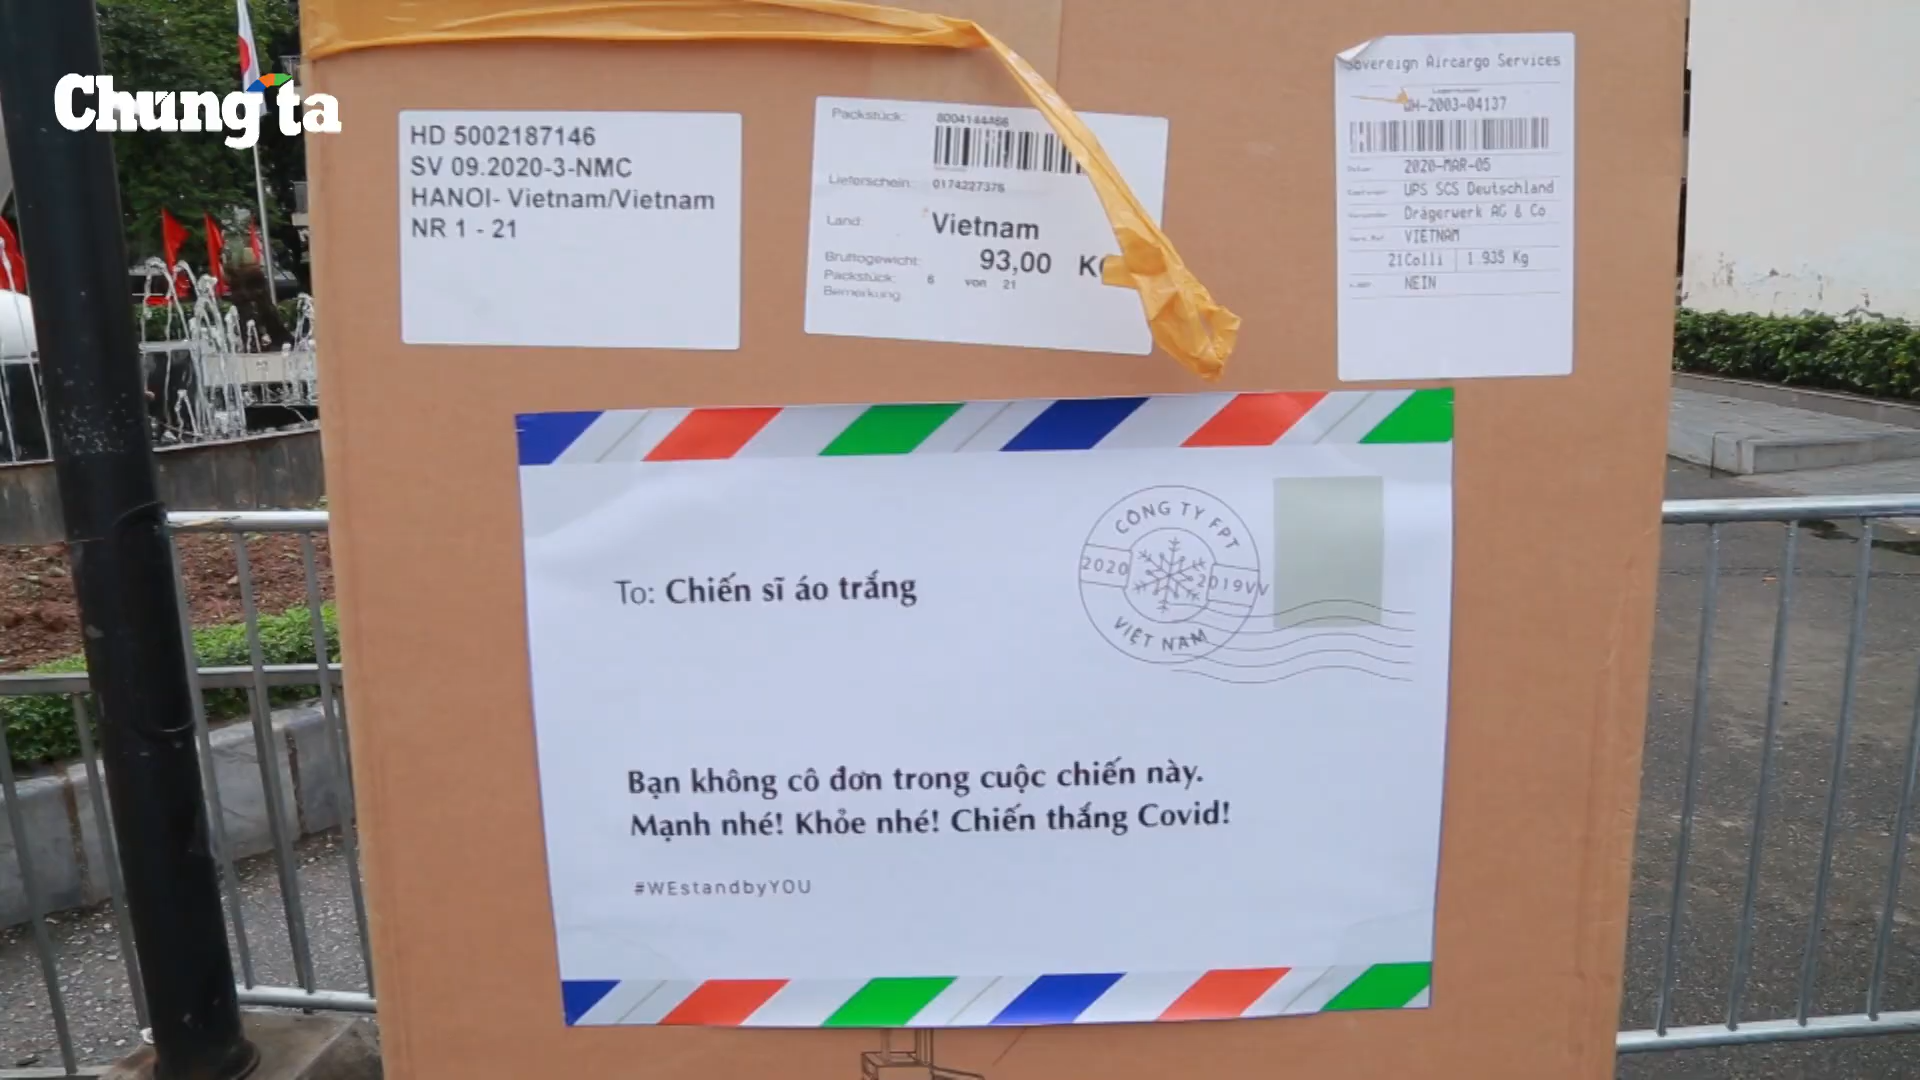 Chúng ta
HD 5002187146
SV 09.2020-3-NMC
HANOI- Vietnam/Vietnam
NR 1 - 21
Packstück: 8004144466
Lieferschein: 0174227376
Land: Vietnam
Bruttogewicht: 93,00 KG
Packstück: 6 von 21
Bemerkung:
Sovereign Aircargo Services
WH-2003-04137
2020-MAR-05
UPS SCS Deutschland
Drägerwerk AG & Co
VIETNAM
21Colli 1.935 Kg
NEIN
CÔNG TY FPT
2020 2019VV
VIỆT NAM
To: Chiến sĩ áo trắng
Bạn không cô đơn trong cuộc chiến này.
Mạnh nhé! Khỏe nhé! Chiến thắng Covid!
#WEstandbyYOU